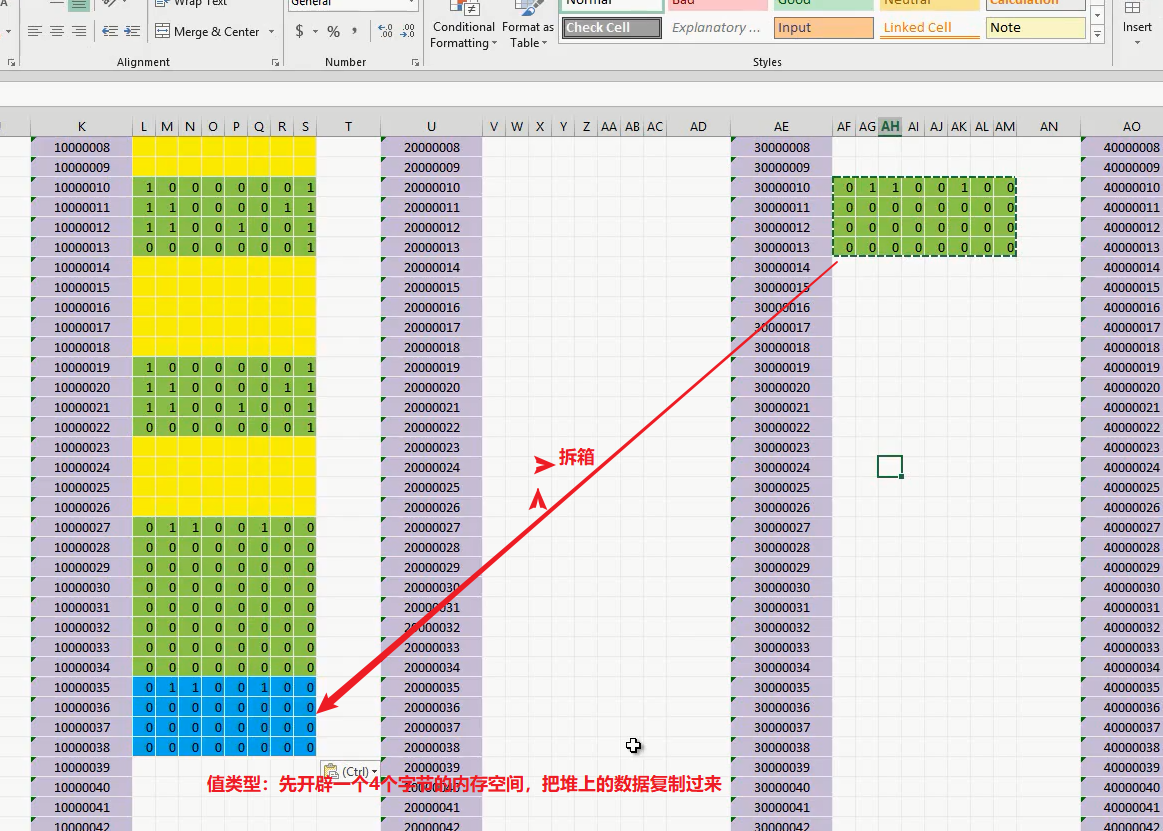 Wrap Text General Normal Bad Good Neutral Calculation
Merge & Center $ % , Conditional Formatting Format as Table Check Cell Explanatory ... Input Linked Cell Note Insert
Alignment Number Styles
K L M N O P Q R S T U V W X Y Z AA AB AC AD AE AF AG AH AI AJ AK AL AM AN AO
10000008 20000008 30000008 40000008
10000009 20000009 30000009 40000009
10000010 1 0 0 0 0 0 0 1 20000010 30000010 0 1 1 0 0 1 0 0 40000010
10000011 1 1 0 0 0 0 1 1 20000011 30000011 0 0 0 0 0 0 0 0 40000011
10000012 1 1 0 0 1 0 0 1 20000012 30000012 0 0 0 0 0 0 0 0 40000012
10000013 0 0 0 0 0 0 0 1 20000013 30000013 0 0 0 0 0 0 0 0 40000013
10000014 20000014 30000014 40000014
10000015 20000015 30000015 40000015
10000016 20000016 30000016 40000016
10000017 20000017 30000017 40000017
10000018 20000018 30000018 40000018
10000019 1 0 0 0 0 0 0 1 20000019 30000019 40000019
10000020 1 1 0 0 0 0 1 1 20000020 30000020 40000020
10000021 1 1 0 0 1 0 0 1 20000021 30000021 40000021
10000022 0 0 0 0 0 0 0 1 20000022 30000022 40000022
10000023 20000023 30000023 40000023
拆箱
10000024 20000024 30000024 40000024
10000025 20000025 30000025 40000025
10000026 20000026 30000026 40000026
10000027 0 1 1 0 0 1 0 0 20000027 30000027 40000027
10000028 0 0 0 0 0 0 0 0 20000028 30000028 40000028
10000029 0 0 0 0 0 0 0 0 20000029 30000029 40000029
10000030 0 0 0 0 0 0 0 0 20000030 30000030 40000030
10000031 0 0 0 0 0 0 0 0 20000031 30000031 40000031
10000032 0 0 0 0 0 0 0 0 20000032 30000032 40000032
10000033 0 0 0 0 0 0 0 0 20000033 30000033 40000033
10000034 0 0 0 0 0 0 0 0 20000034 30000034 40000034
10000035 0 1 1 0 0 1 0 0 20000035 30000035 40000035
10000036 0 0 0 0 0 0 0 0 20000036 30000036 40000036
10000037 0 0 0 0 0 0 0 0 20000037 30000037 40000037
10000038 0 0 0 0 0 0 0 0 20000038 30000038 40000038
10000039 (Ctrl) 20000039 30000039 40000039
值类型：先开辟一个4个字节的内存空间，把堆上的数据复制过来
10000040 30000040 40000040
10000041 20000041 30000041 40000041
10000042 20000042 30000042 40000042